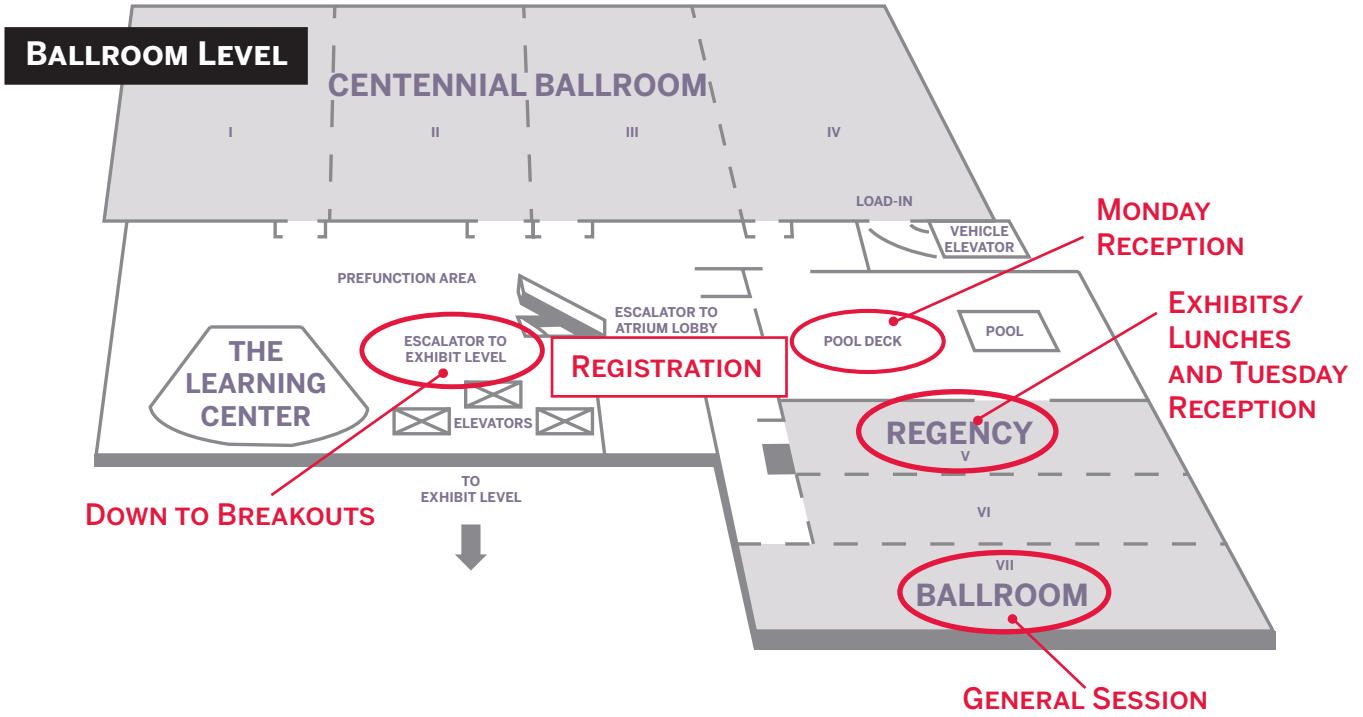 BALLROOM LEVEL
CENTENNIAL BALLROOM
I
II
III
IV
LOAD-IN
VEHICLE
ELEVATOR
MONDAY
RECEPTION
PREFUNCTION AREA
ESCALATOR TO
ATRIUM LOBBY
ESCALATOR TO
EXHIBIT LEVEL
THE
LEARNING
CENTER
REGISTRATION
POOL DECK
POOL
EXHIBITS/
LUNCHES
AND TUESDAY
RECEPTION
ELEVATORS
REGENCY
V
TO
EXHIBIT LEVEL
DOWN TO BREAKOUTS
VI
VII
BALLROOM
GENERAL SESSION